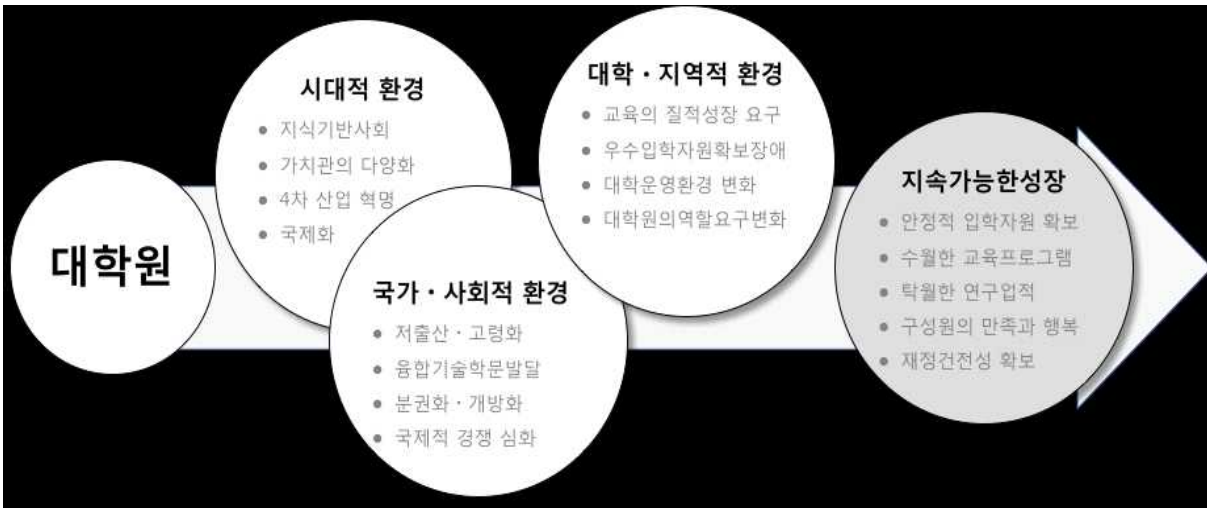 대학원
시대적 환경
● 지식기반사회
● 가치관의 다양화
● 4차 산업 혁명
● 국제화
국가・사회적 환경
● 저출산・고령화
● 융합기술학문발달
● 분권화・개방화
● 국제적 경쟁 심화
대학・지역적 환경
● 교육의 질적성장 요구
● 우수입학자원확보장애
● 대학운영환경 변화
● 대학원의역할요구변화
지속가능한성장
● 안정적 입학자원 확보
● 수월한 교육프로그램
● 탁월한 연구업적
● 구성원의 만족과 행복
● 재정건전성 확보